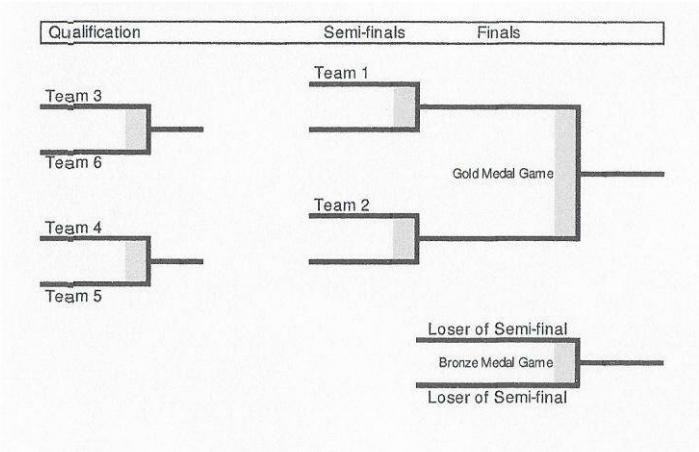 Qualification Semi-finals Finals
Team 3
Team 6
Team 4
Team 5
Team 1
Team 2
Gold Medal Game
Loser of Semi-final
Bronze Medal Game
Loser of Semi-final